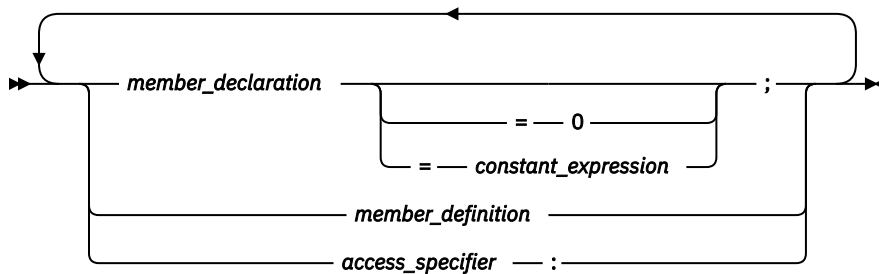 member_declaration ;
= 0
= constant_expression
member_definition
access_specifier :